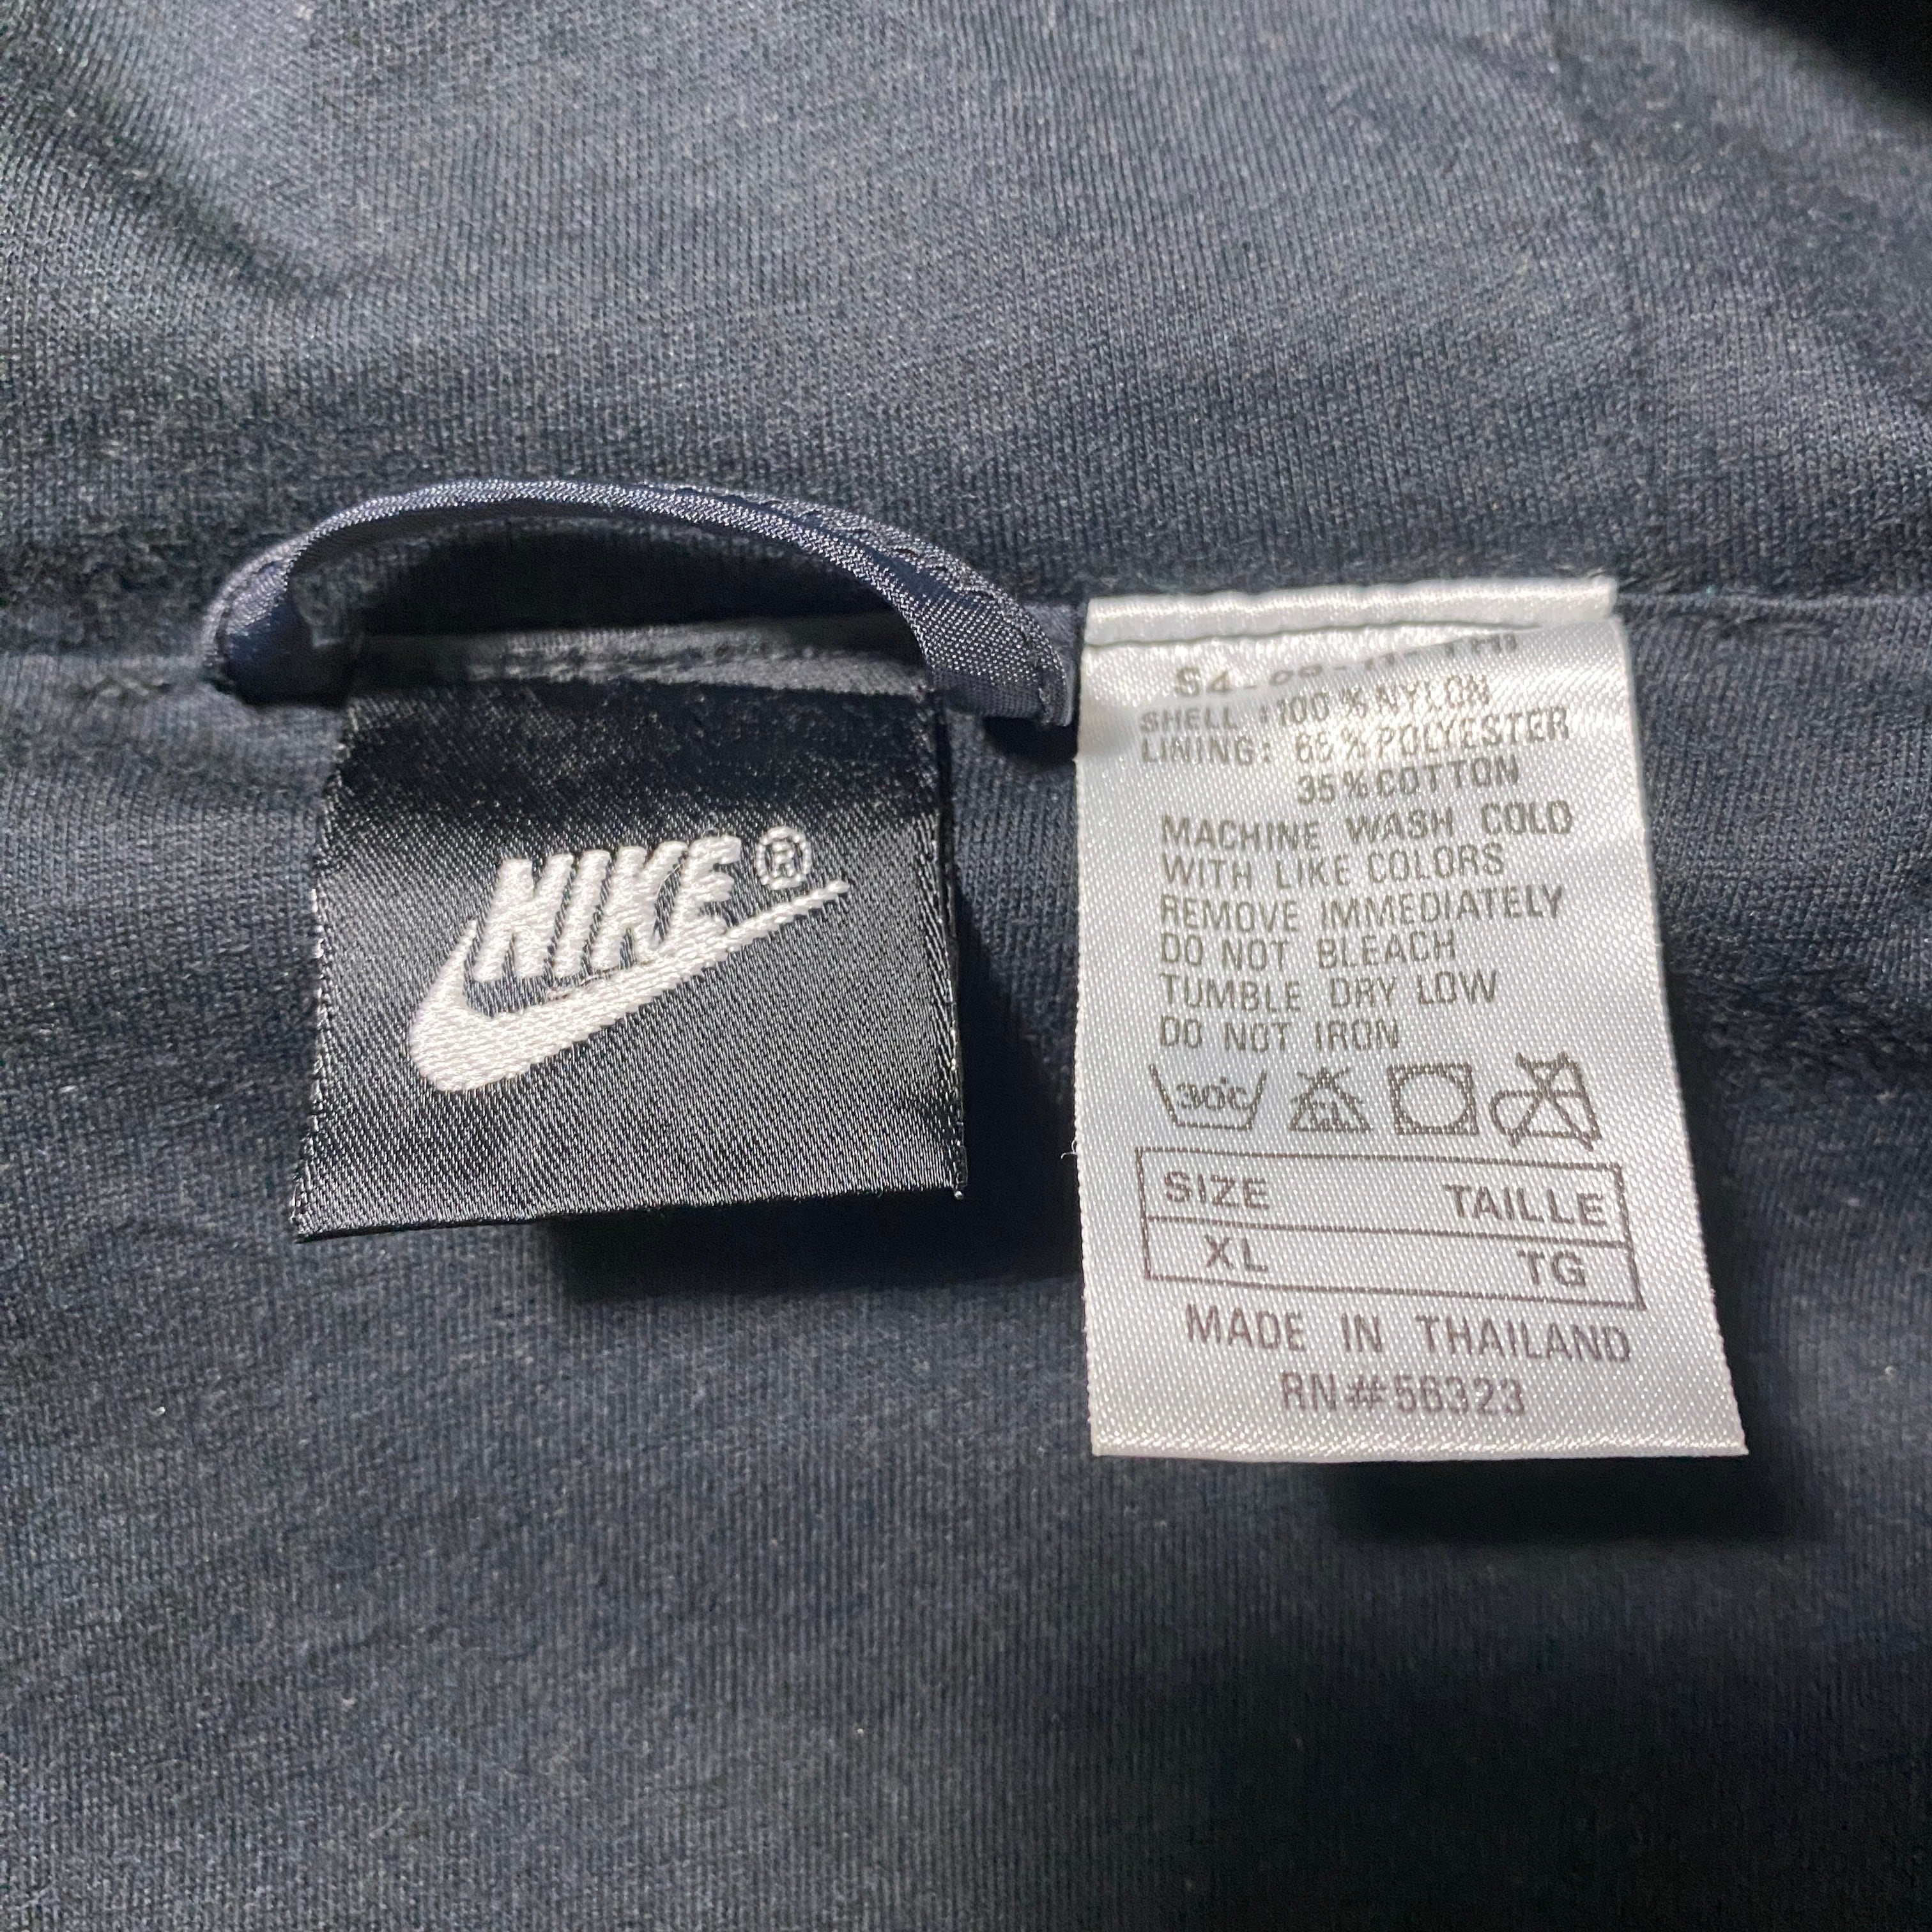 NIKE®
SHELL : 100% NYLON
LINING: 65% POLYESTER
35% COTTON
MACHINE WASH COLD
WITH LIKE COLORS
REMOVE IMMEDIATELY
DO NOT BLEACH
TUMBLE DRY LOW
DO NOT IRON
30°C CL
SIZE TAILLE
XL TG
MADE IN THAILAND
RN#56323